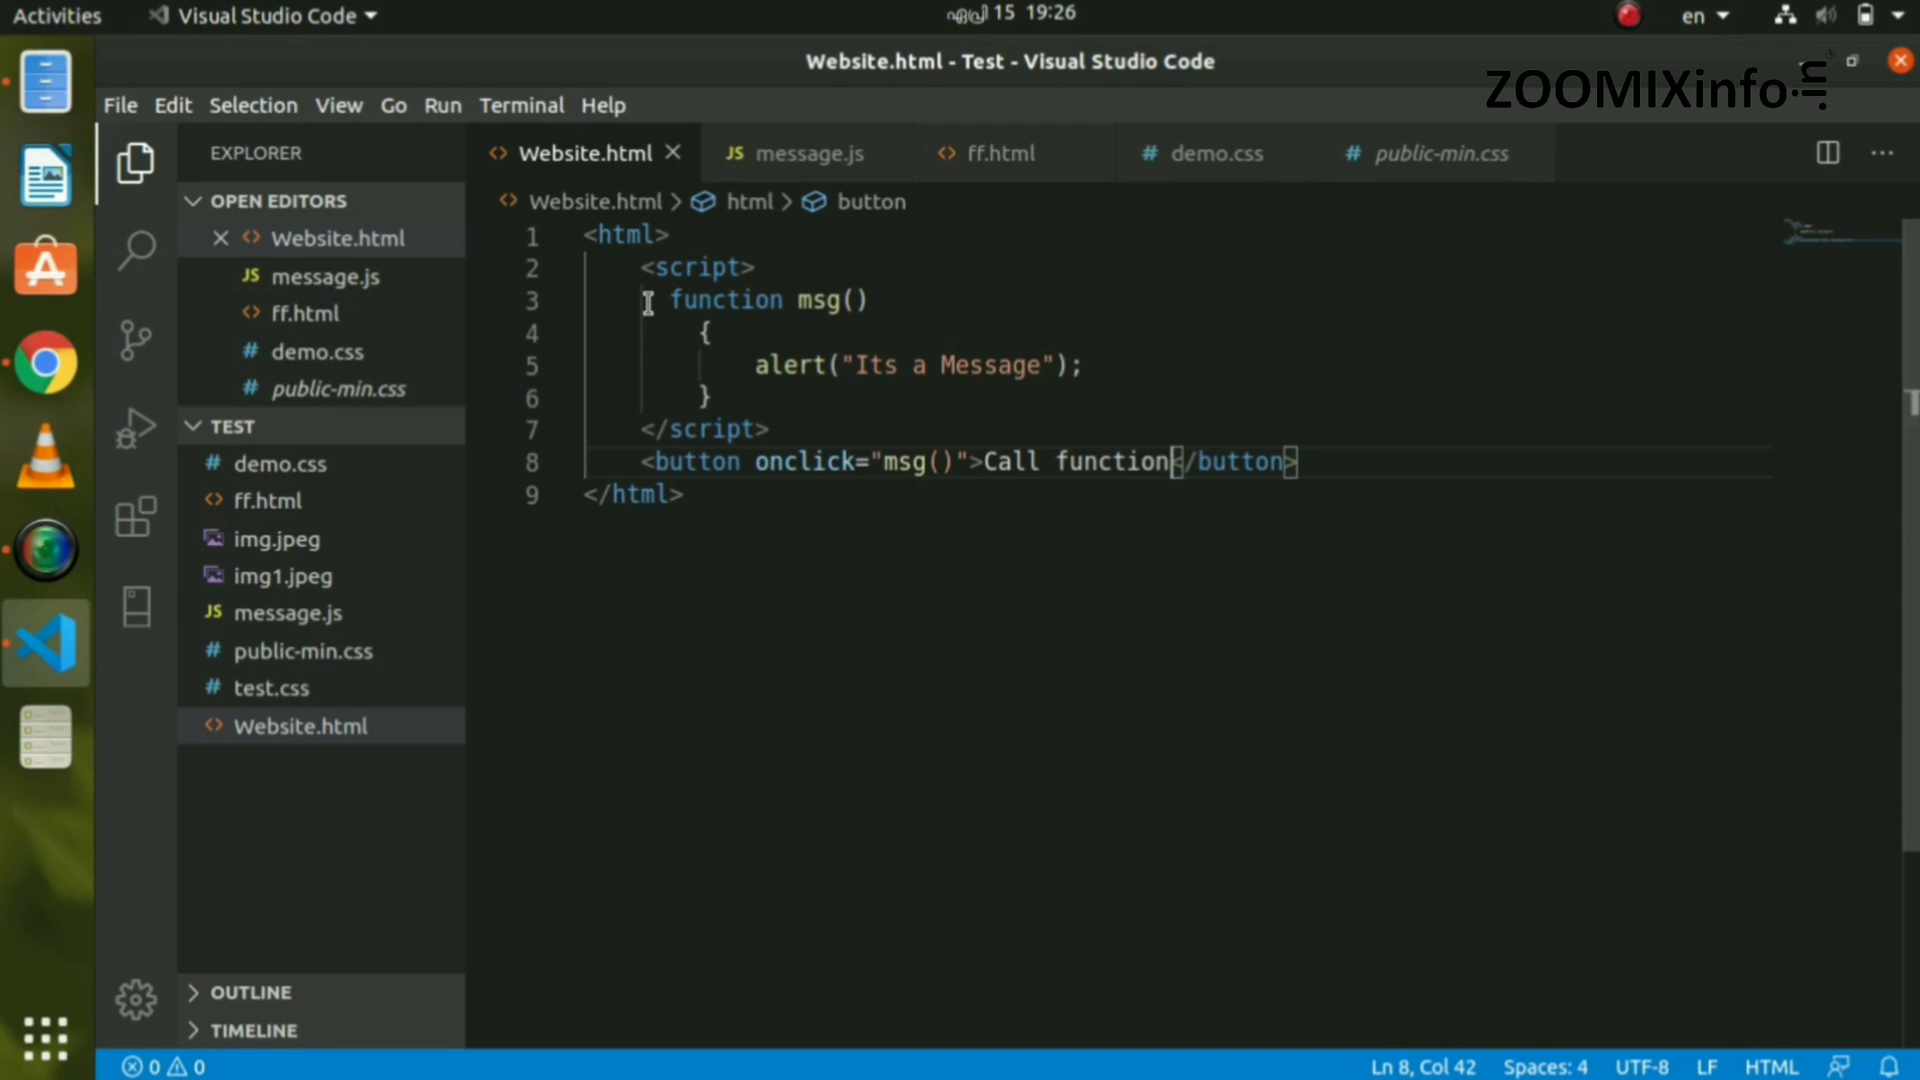 Activities
Visual Studio Code
ഏപ്രി 15 19:26
en
Website.html - Test - Visual Studio Code
ZOOMIXinfo.in
File Edit Selection View Go Run Terminal Help
EXPLORER
OPEN EDITORS
Website.html
JS message.js
ff.html
# demo.css
# public-min.css
TEST
# demo.css
ff.html
img.jpeg
img1.jpeg
JS message.js
# public-min.css
# test.css
Website.html
OUTLINE
TIMELINE
Website.html
JS message.js
ff.html
# demo.css
# public-min.css
Website.html > html > button
1 <html>
2 <script>
3 function msg()
4 {
5 alert("Its a Message");
6 }
7 </script>
8 <button onclick="msg()">Call function</button>
9 </html>
0 0
Ln 8, Col 42 Spaces: 4 UTF-8 LF HTML